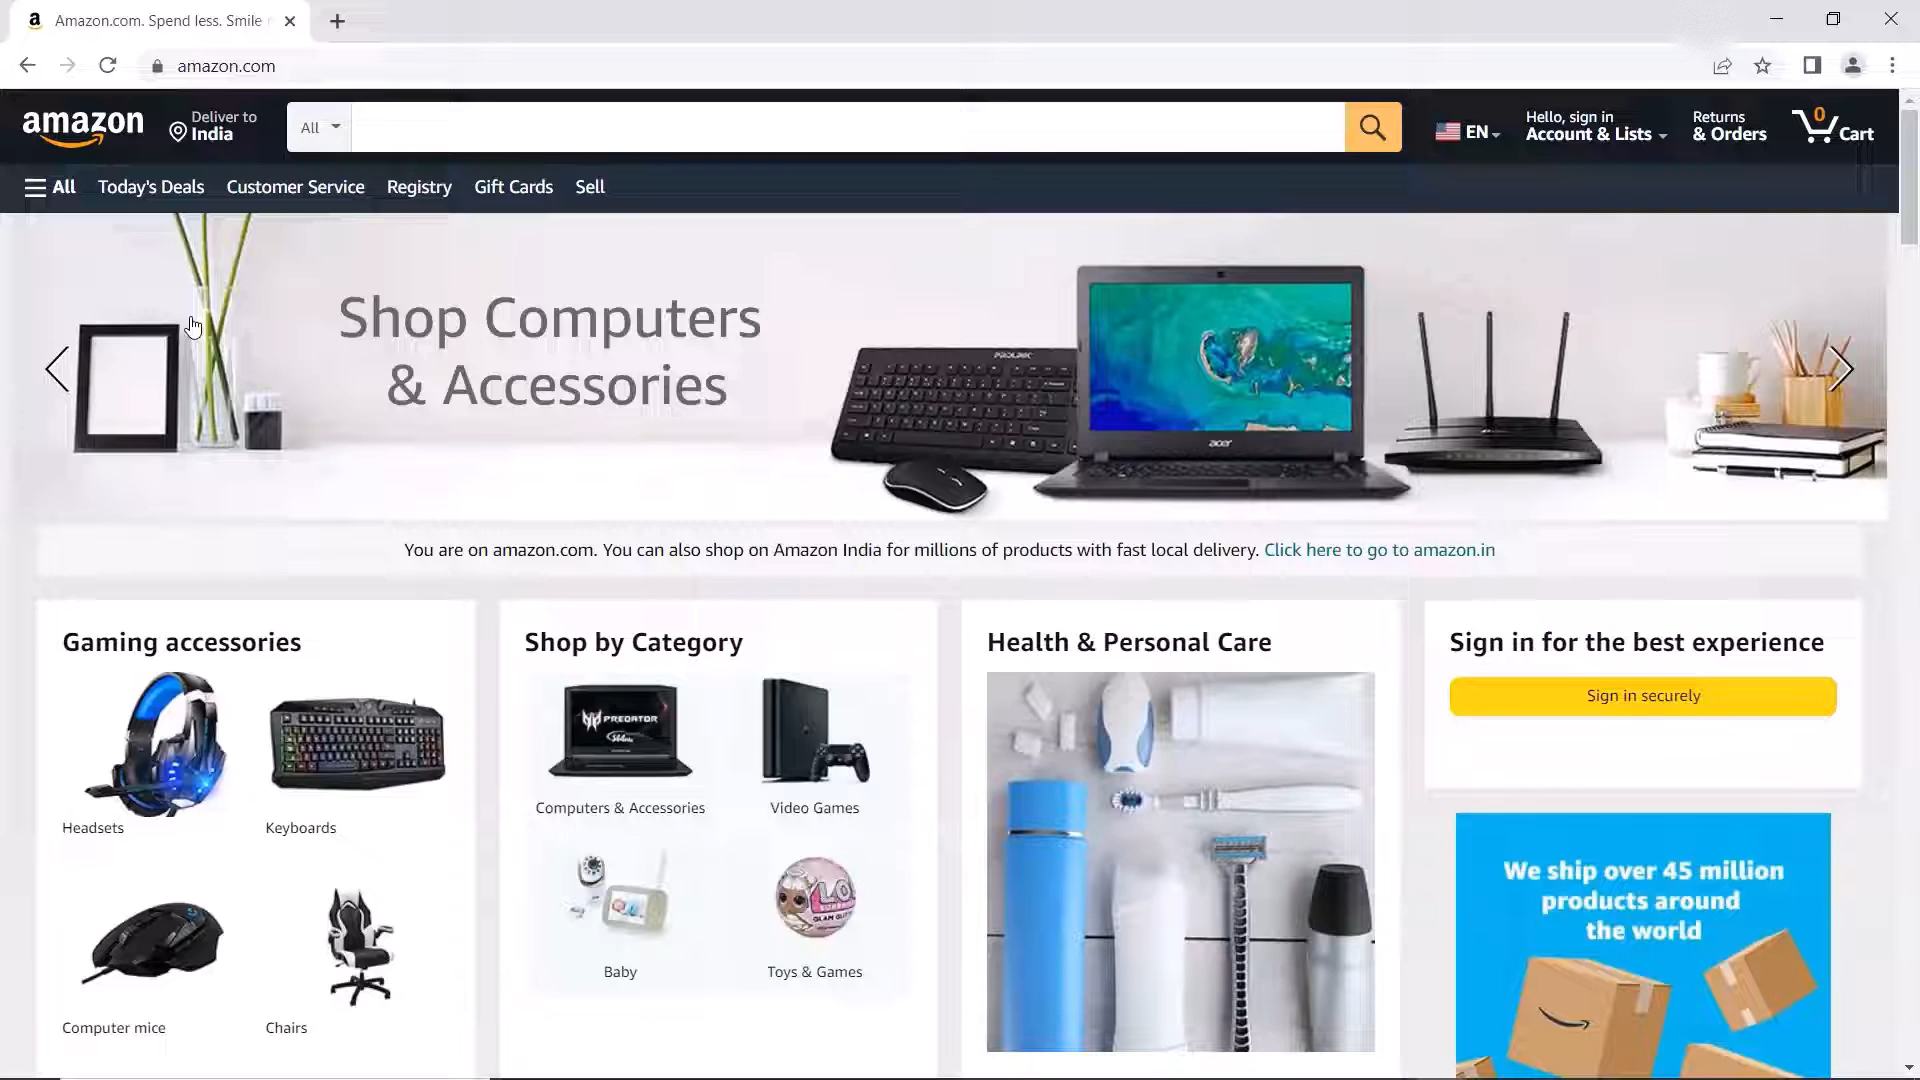 Amazon.com. Spend less. Smile
amazon.com
amazon
Deliver to
India
All
EN
Hello, sign in
Account & Lists
Returns
& Orders
0
Cart
All
Today's Deals
Customer Service
Registry
Gift Cards
Sell
Shop Computers
& Accessories
PROLINK
acer
You are on amazon.com. You can also shop on Amazon India for millions of products with fast local delivery. Click here to go to amazon.in
Gaming accessories
Headsets
Keyboards
Computer mice
Chairs
Shop by Category
PREDATOR
Computers & Accessories
Video Games
Baby
Toys & Games
Health & Personal Care
Sign in for the best experience
Sign in securely
We ship over 45 million
products around
the world